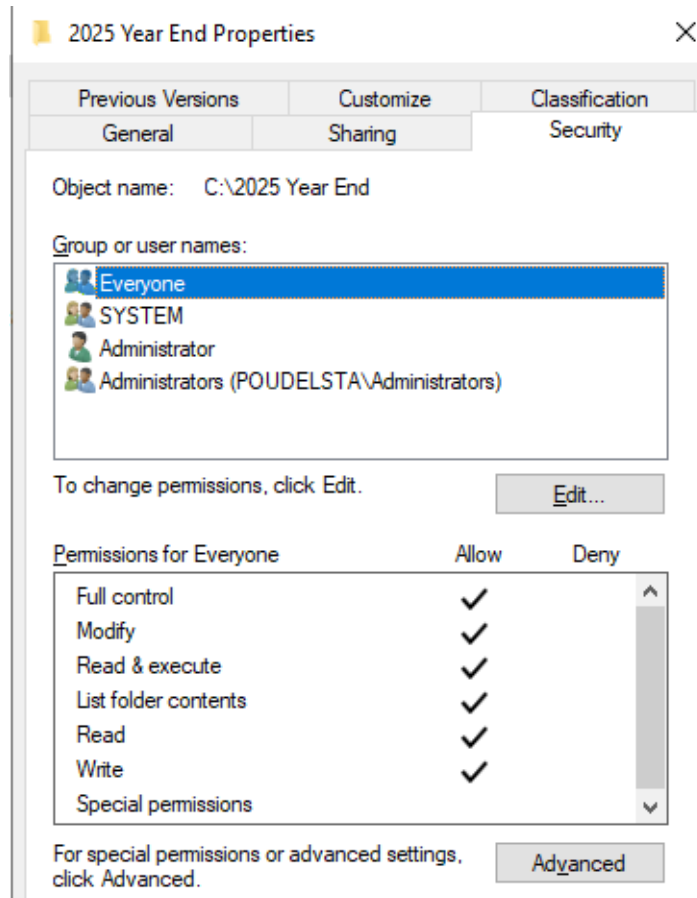 2025 Year End Properties
Previous Versions Customize Classification
General Sharing Security
Object name: C:\2025 Year End
Group or user names:
Everyone
SYSTEM
Administrator
Administrators (POUDELSTA\Administrators)
To change permissions, click Edit. Edit...
Permissions for Everyone Allow Deny
Full control
Modify
Read & execute
List folder contents
Read
Write
Special permissions
For special permissions or advanced settings, Advanced
click Advanced.